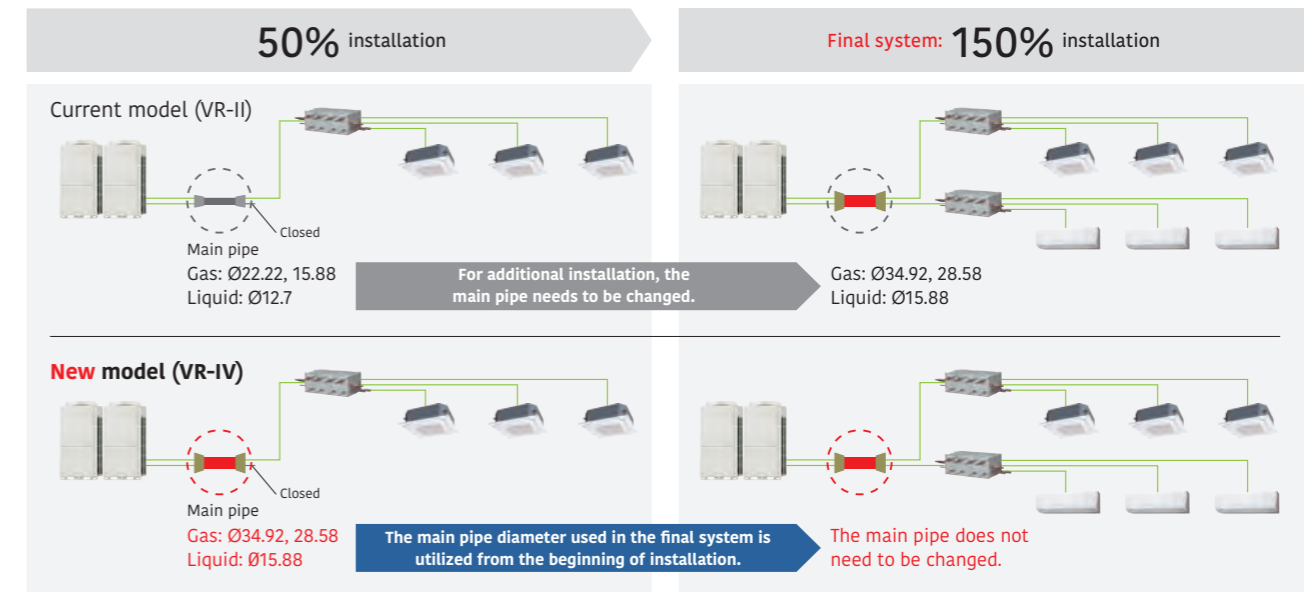 50% installation
Final system: 150% installation
Current model (VR-II)
Closed
Main pipe
Gas: Ø22.22, 15.88
Liquid: Ø12.7
For additional installation, the
main pipe needs to be changed.
Gas: Ø34.92, 28.58
Liquid: Ø15.88
New model (VR-IV)
Closed
Main pipe
Gas: Ø34.92, 28.58
Liquid: Ø15.88
The main pipe diameter used in the final system is
utilized from the beginning of installation.
The main pipe does not
need to be changed.